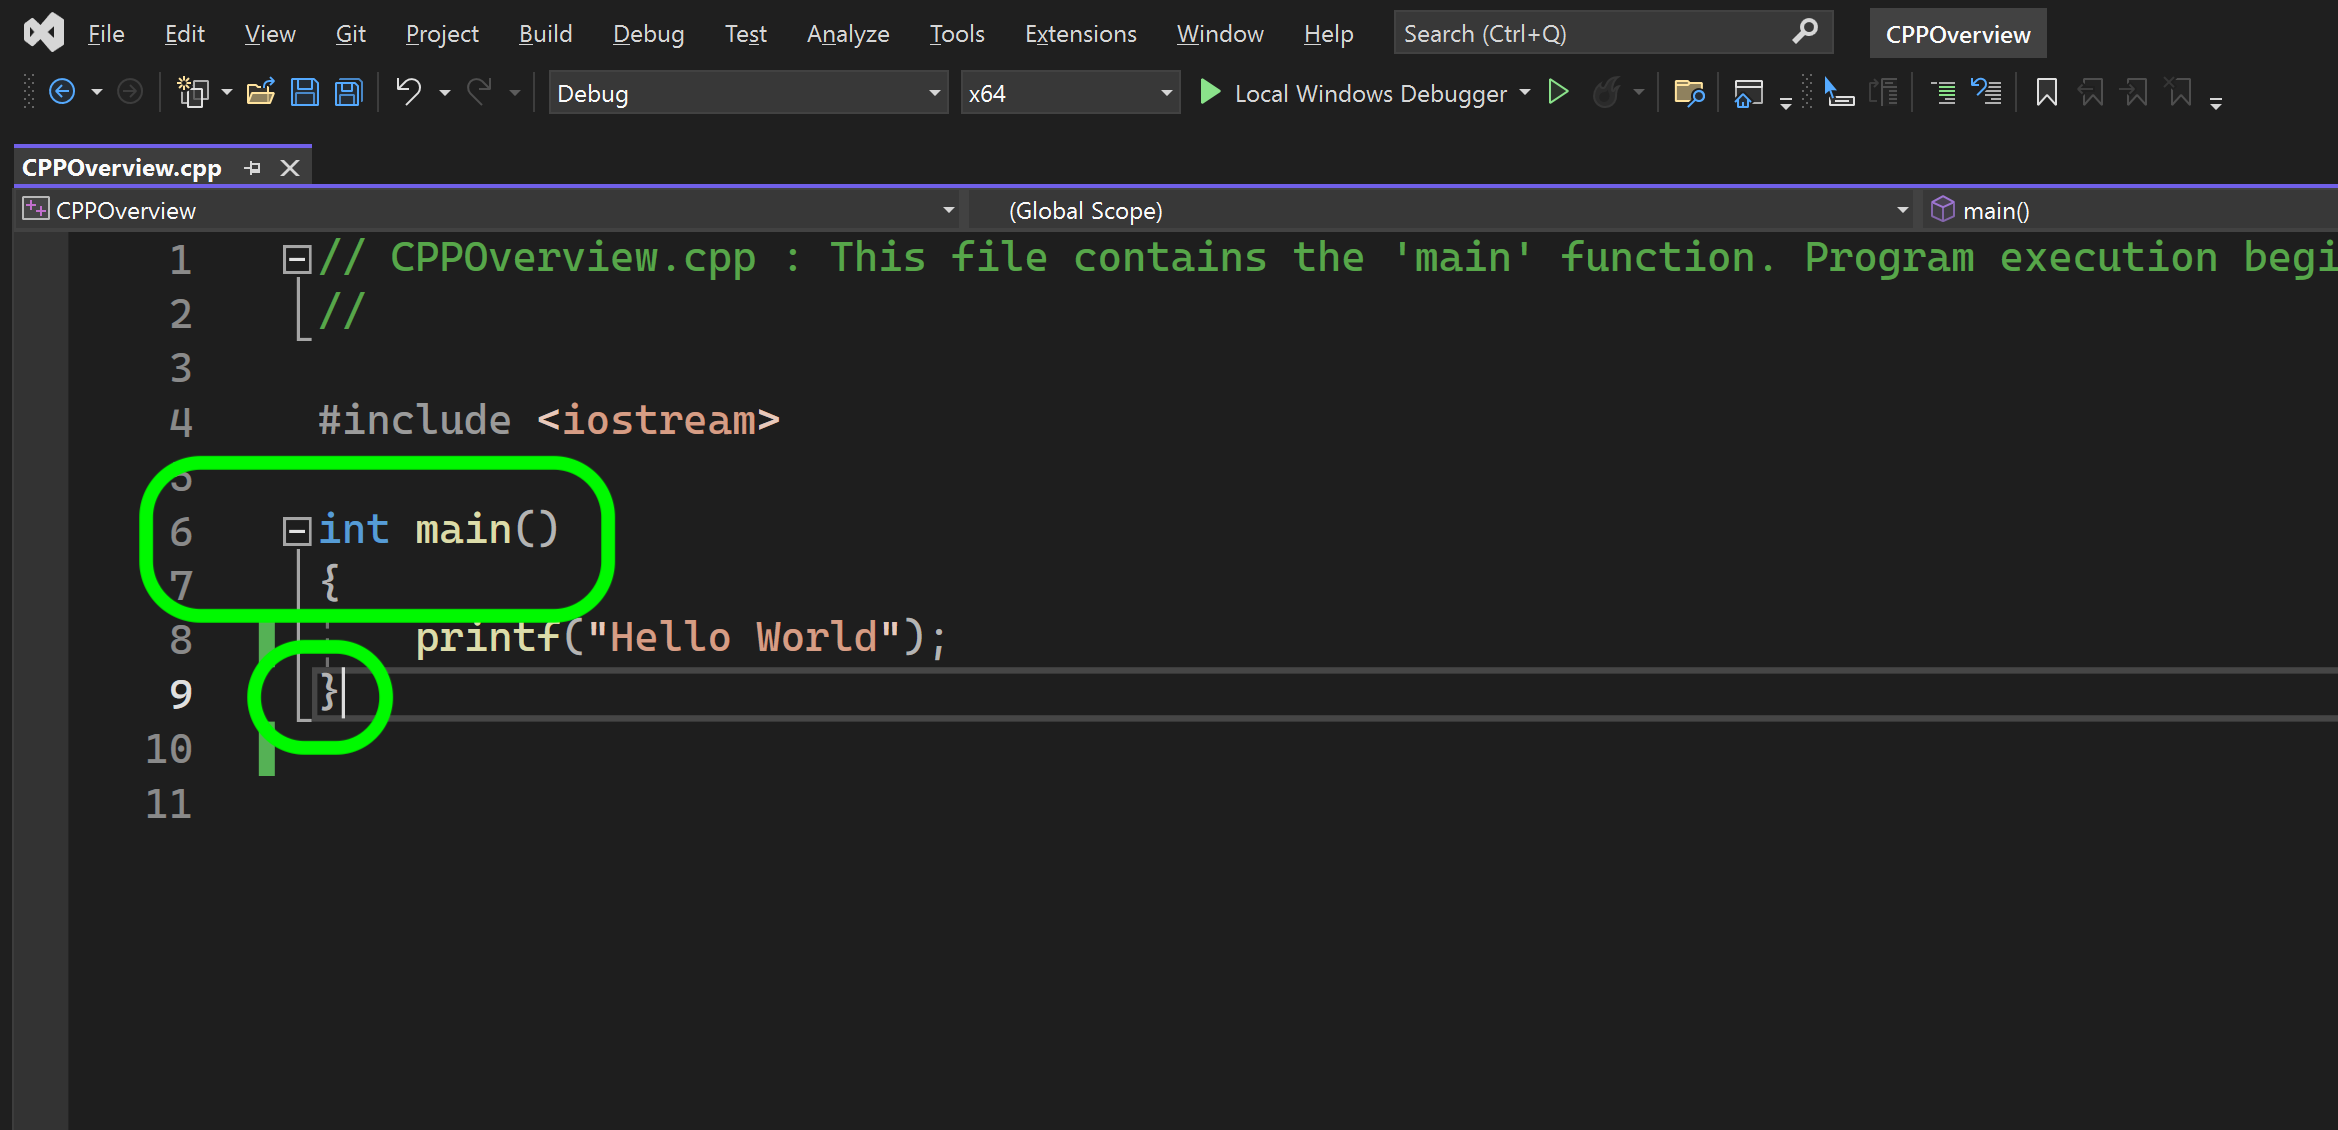 File Edit View Git Project Build Debug Test Analyze Tools Extensions Window Help Search (Ctrl+Q) CPPOverview
Debug x64 Local Windows Debugger
CPPOverview.cpp
CPPOverview (Global Scope) main()
1 // CPPOverview.cpp : This file contains the 'main' function. Program execution begi
2 //
3
4 #include <iostream>
5
6 int main()
7 {
8 printf("Hello World");
9 }
10
11